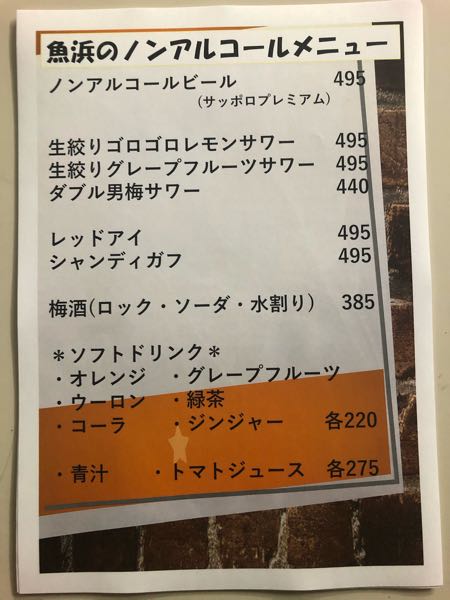 魚浜のノンアルコールメニュー
ノンアルコールビール 495
(サッポロプレミアム)
生絞りゴロゴロレモンサワー 495
生絞りグレープフルーツサワー 495
ダブル男梅サワー 440
レッドアイ 495
シャンディガフ 495
梅酒(ロック・ソーダ・水割り) 385
＊ソフトドリンク＊
・オレンジ ・グレープフルーツ
・ウーロン ・緑茶
・コーラ ・ジンジャー 各220
・青汁 ・トマトジュース 各275